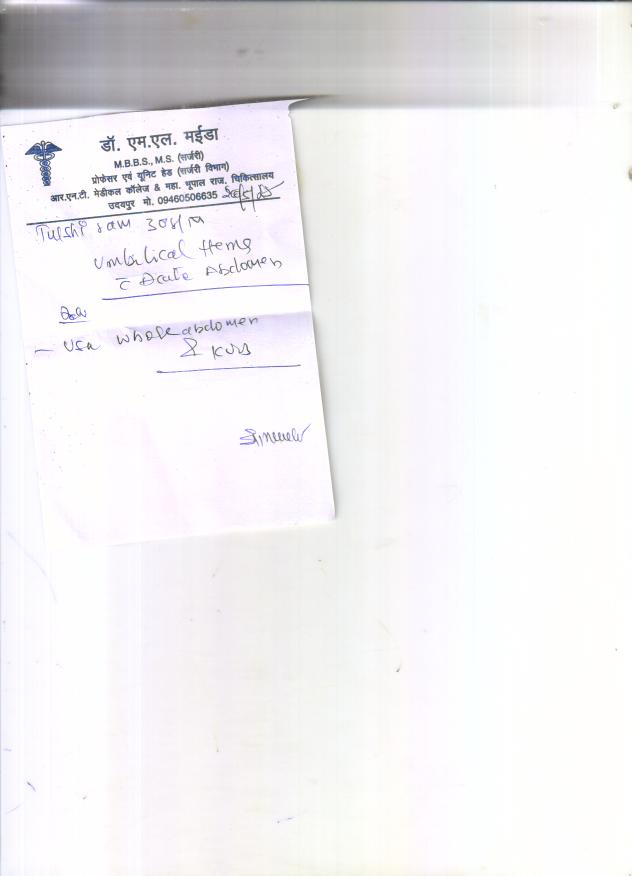 डॉ. एम.एल. मईडा
M.B.B.S., M.S. (सर्जरी)
प्रोफेसर एवं यूनिट हेड (सर्जरी विभाग)
आर.एन.टी. मेडीकल कॉलेज & महा. भूपाल राज. चिकित्सालय
उदयपुर मो. 09460506635
Tulshi ram 30y/M
Umbilical Hernia
c̄ Acute Abdomen
Adv
- USG whole abdomen
& KUB